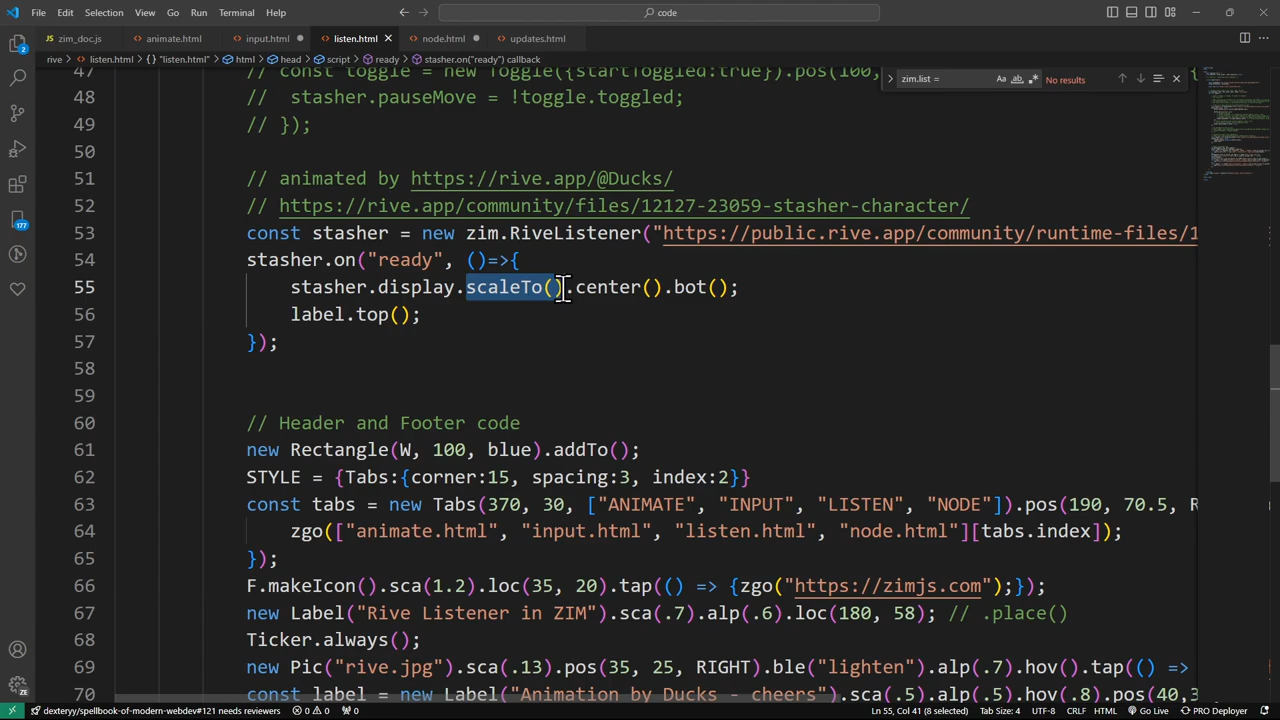 File Edit Selection View Go Run Terminal Help
code
zim_doc.js animate.html input.html listen.html node.html updates.html
rive > listen.html > {} "listen.html" > html > head > script > ready > stasher.on("ready") callback
zim.list = Aa ab No results
47 // const toggle = new Toggle({startToggled:true}).pos(100,
48 // stasher.pauseMove = toggle.toggled;
49 // });
50
51 // animated by https://rive.app/@Ducks/
52 // https://rive.app/community/files/12127-23059-stasher-character/
53 const stasher = new zim.RiveListener("https://public.rive.app/community/runtime-files/1
54 stasher.on("ready", ()=>{
55 stasher.display.scaleTo().center().bot();
56 label.top();
57 });
58
59
60 // Header and Footer code
61 new Rectangle(W, 100, blue).addTo();
62 STYLE = {Tabs:{corner:15, spacing:3, index:2}}
63 const tabs = new Tabs(370, 30, ["ANIMATE", "INPUT", "LISTEN", "NODE"]).pos(190, 70.5, R
64 zgo(["animate.html", "input.html", "listen.html", "node.html"][tabs.index]);
65 });
66 F.makeIcon().sca(1.2).loc(35, 20).tap(() => {zgo("https://zimjs.com");});
67 new Label("Rive Listener in ZIM").sca(.7).alp(.6).loc(180, 58); // .place()
68 Ticker.always();
69 new Pic("rive.jpg").sca(.13).pos(35, 25, RIGHT).ble("lighten").alp(.7).hov().tap(() =>
70 const label = new Label("Animation by Ducks - cheers").sca(.5).alp(.5).hov(.8).pos(40,3
2
177
ZE
dexteryy/spellbook-of-modern-webdev#121 needs reviewers 0 0 0 Ln 55, Col 41 (8 selected) Tab Size: 4 UTF-8 CRLF HTML Go Live PRO Deployer